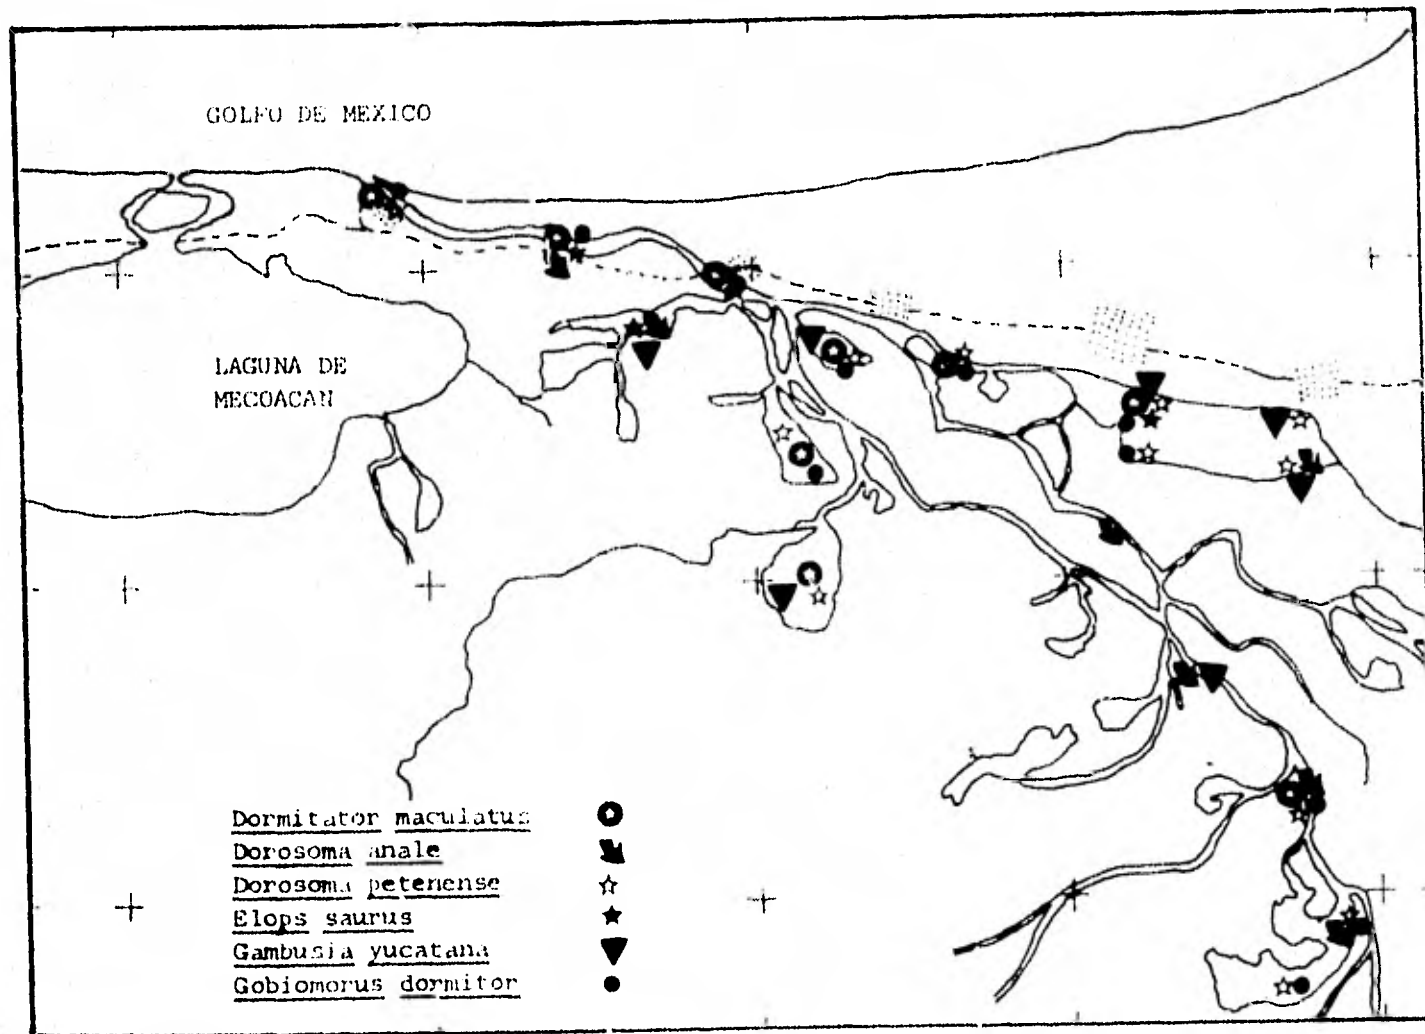 GOLFO DE MEXICO
LAGUNA DE
MECOACAN
Dormitator maculatus
Dorosoma anale
Dorosoma petenense
Elops saurus
Gambusia yucatana
Gobiomorus dormitor